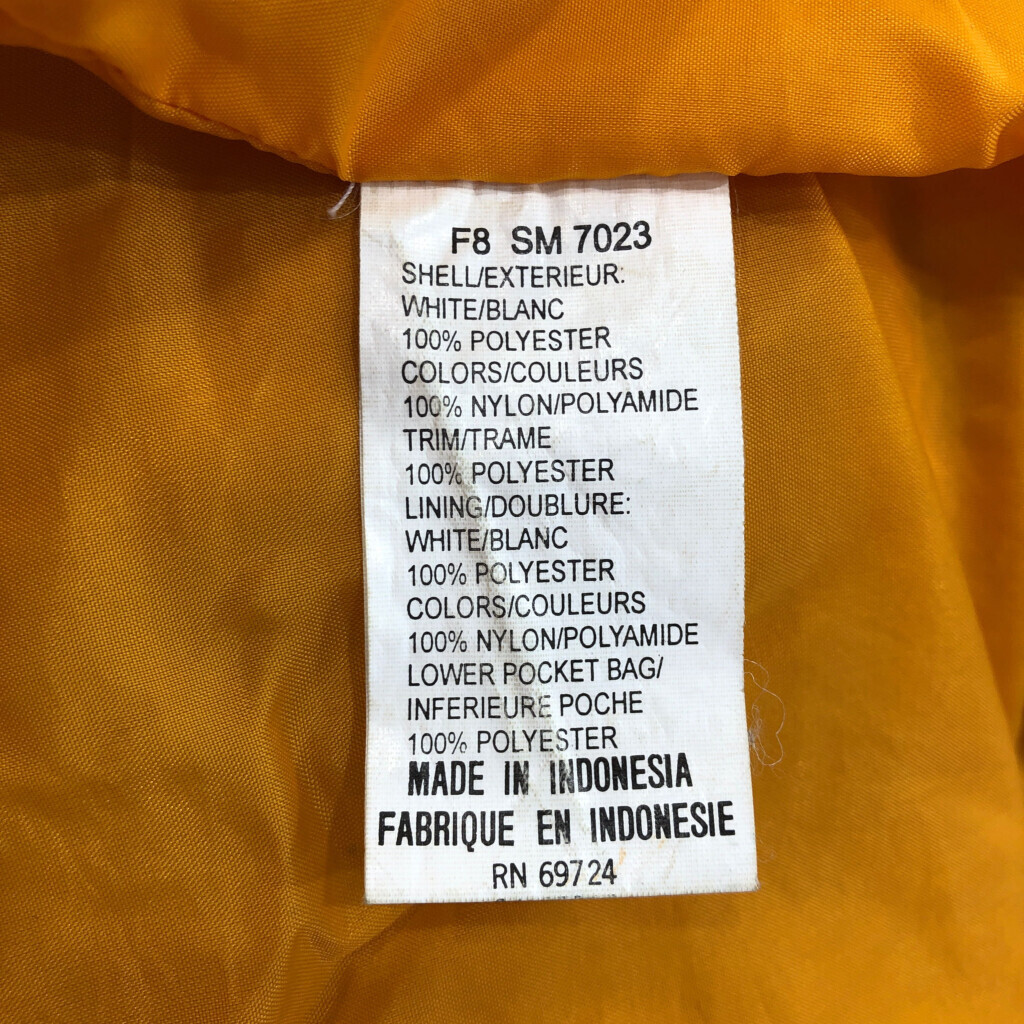 F8 SM 7023
SHELL/EXTERIEUR:
WHITE/BLANC
100% POLYESTER
COLORS/COULEURS
100% NYLON/POLYAMIDE
TRIM/TRAME
100% POLYESTER
LINING/DOUBLURE:
WHITE/BLANC
100% POLYESTER
COLORS/COULEURS
100% NYLON/POLYAMIDE
LOWER POCKET BAG/
INFERIEURE POCHE
100% POLYESTER
MADE IN INDONESIA
FABRIQUE EN INDONESIE
RN 69724